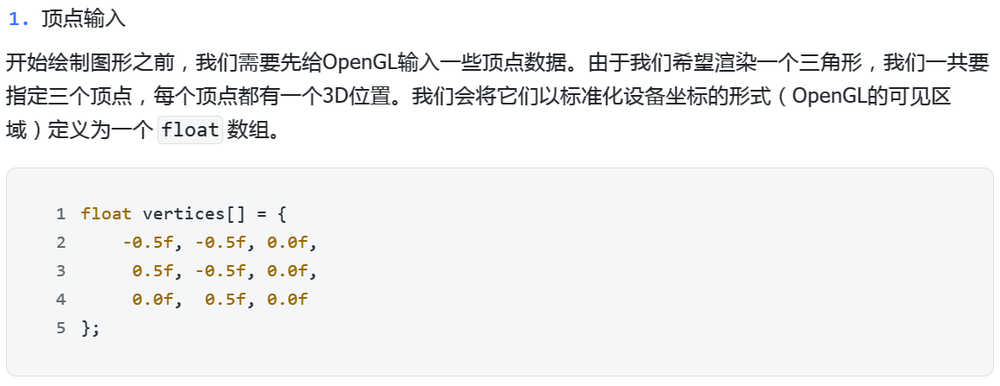 1. 顶点输入
开始绘制图形之前，我们需要先给OpenGL输入一些顶点数据。由于我们希望渲染一个三角形，我们一共要
指定三个顶点，每个顶点都有一个3D位置。我们会将它们以标准化设备坐标的形式（OpenGL的可见区
域）定义为一个 float 数组。
1 float vertices[] = {
2     -0.5f, -0.5f, 0.0f,
3      0.5f, -0.5f, 0.0f,
4      0.0f,  0.5f, 0.0f
5 };